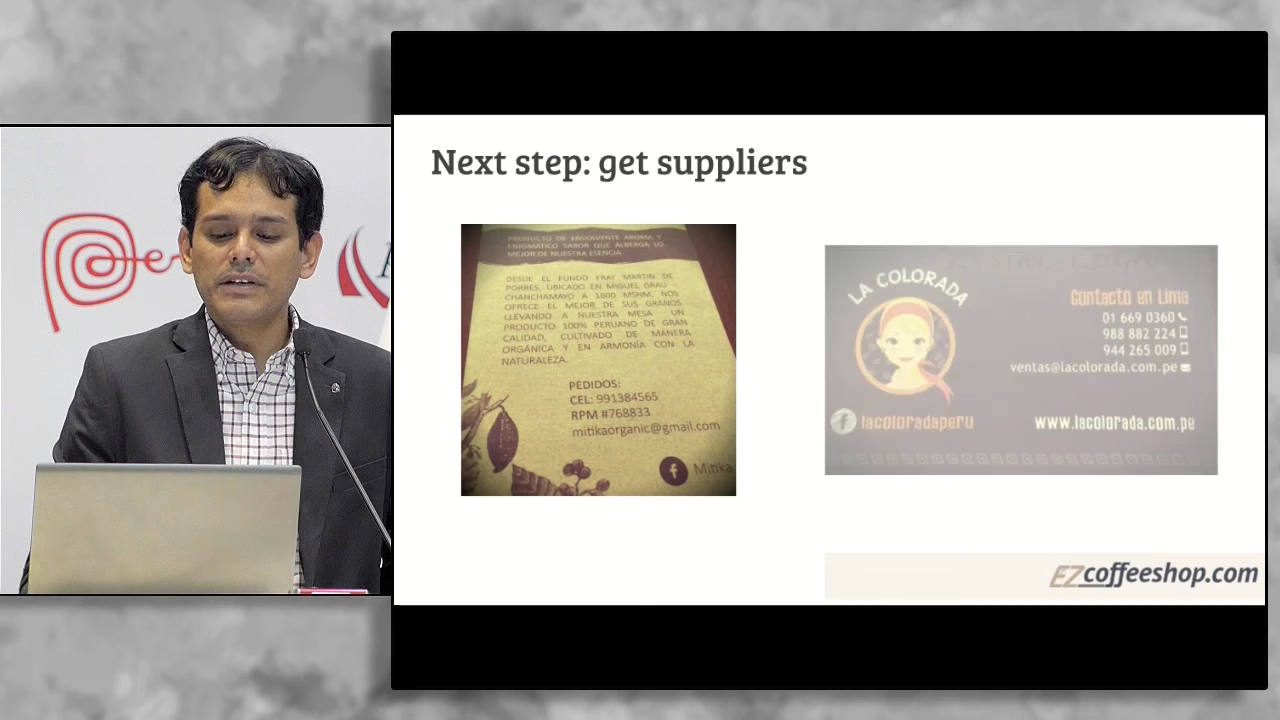 Perú
Next step: get suppliers
PRODUCTO DE ENVOLVENTE AROMA Y
ENIGMÁTICO SABOR QUE ALBERGA LO
MEJOR DE NUESTRA ESENCIA.
DESDE EL FUNDO FRAY MARTIN DE
PORRES, UBICADO EN MIGUEL GRAU -
CHANCHAMAYO A 1600 MSNM, NOS
OFRECE EL MEJOR DE SUS GRANOS
LLEVANDO A NUESTRA MESA UN
PRODUCTO 100% PERUANO DE GRAN
CALIDAD, CULTIVADO DE MANERA
ORGÁNICA Y EN ARMONÍA CON LA
NATURALEZA.
PEDIDOS:
CEL: 991384565
RPM #768833
mitikaorganic@gmail.com
f Mitika
LA COLORADA
Contacto en Lima
01 669 0360
988 882 224
944 265 009
ventas@lacolorada.com.pe
f lacoloradaperu
www.lacolorada.com.pe
EZcoffeeshop.com